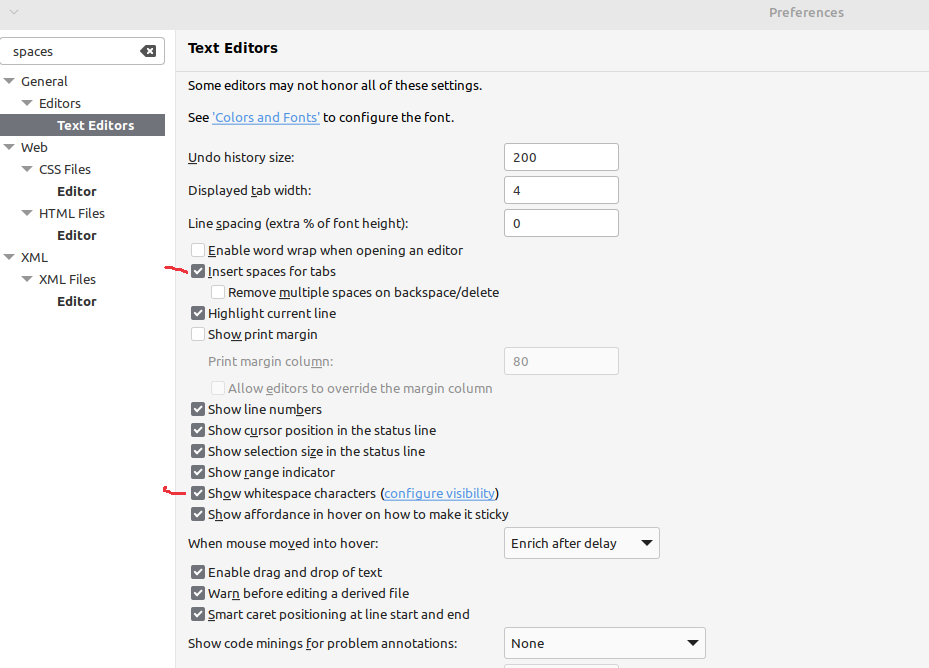 Preferences
spaces
General
Editors
Text Editors
Web
CSS Files
Editor
HTML Files
Editor
XML
XML Files
Editor
Text Editors
Some editors may not honor all of these settings.
See 'Colors and Fonts' to configure the font.
Undo history size: 200
Displayed tab width: 4
Line spacing (extra % of font height): 0
Enable word wrap when opening an editor
Insert spaces for tabs
Remove multiple spaces on backspace/delete
Highlight current line
Show print margin
Print margin column: 80
Allow editors to override the margin column
Show line numbers
Show cursor position in the status line
Show selection size in the status line
Show range indicator
Show whitespace characters (configure visibility)
Show affordance in hover on how to make it sticky
When mouse moved into hover: Enrich after delay
Enable drag and drop of text
Warn before editing a derived file
Smart caret positioning at line start and end
Show code minings for problem annotations: None